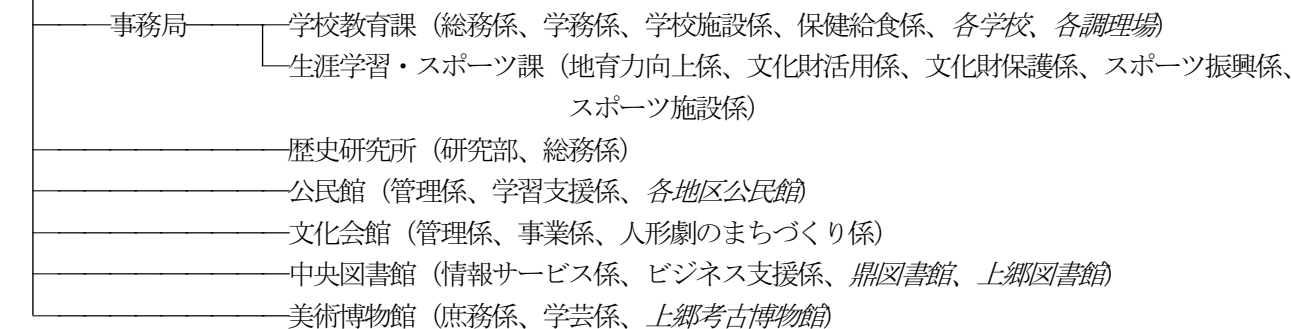 事務局 学校教育課（総務係、学務係、学校施設係、保健給食係、各学校、各調理場）
生涯学習・スポーツ課（地育力向上係、文化財活用係、文化財保護係、スポーツ振興係、
スポーツ施設係）
歴史研究所（研究部、総務係）
公民館（管理係、学習支援係、各地区公民館）
文化会館（管理係、事業係、人形劇のまちづくり係）
中央図書館（情報サービス係、ビジネス支援係、鼎図書館、上郷図書館）
美術博物館（庶務係、学芸係、上郷考古博物館）